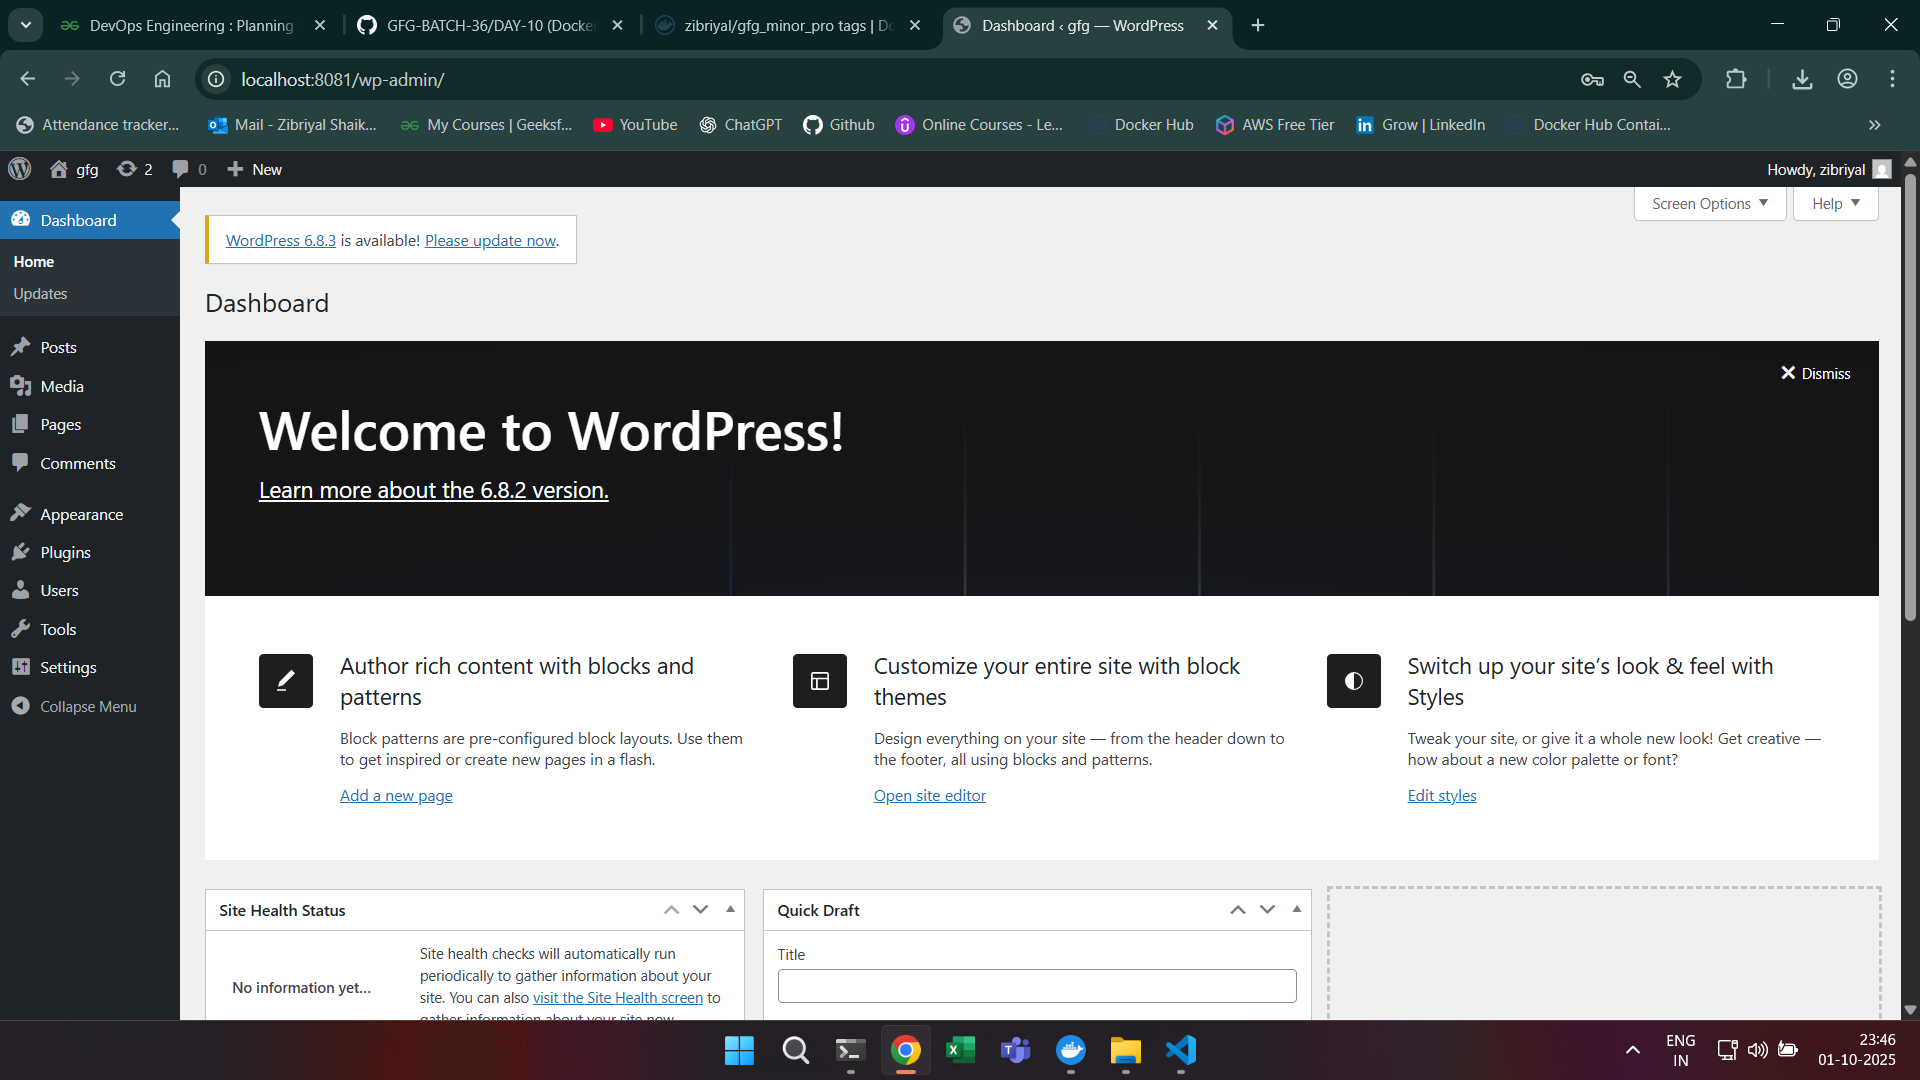 DevOps Engineering : Planning
GFG-BATCH-36/DAY-10 (Docker
zibriyal/gfg_minor_pro tags | Do
Dashboard ‹ gfg — WordPress
localhost:8081/wp-admin/
Attendance tracker...
Mail - Zibriyal Shaik...
My Courses | Geeksf...
YouTube
ChatGPT
Github
Online Courses - Le...
Docker Hub
AWS Free Tier
Grow | LinkedIn
Docker Hub Contai...
gfg
2
0
New
Howdy, zibriyal
Dashboard
Home
Updates
Posts
Media
Pages
Comments
Appearance
Plugins
Users
Tools
Settings
Collapse Menu
Screen Options
Help
WordPress 6.8.3 is available! Please update now.
Dashboard
Dismiss
Welcome to WordPress!
Learn more about the 6.8.2 version.
Author rich content with blocks and
patterns
Block patterns are pre-configured block layouts. Use them
to get inspired or create new pages in a flash.
Add a new page
Customize your entire site with block
themes
Design everything on your site — from the header down to
the footer, all using blocks and patterns.
Open site editor
Switch up your site’s look & feel with
Styles
Tweak your site, or give it a whole new look! Get creative —
how about a new color palette or font?
Edit styles
Site Health Status
No information yet...
Site health checks will automatically run
periodically to gather information about your
site. You can also visit the Site Health screen to
gather information about your site now.
Quick Draft
Title
ENG
IN
23:46
01-10-2025